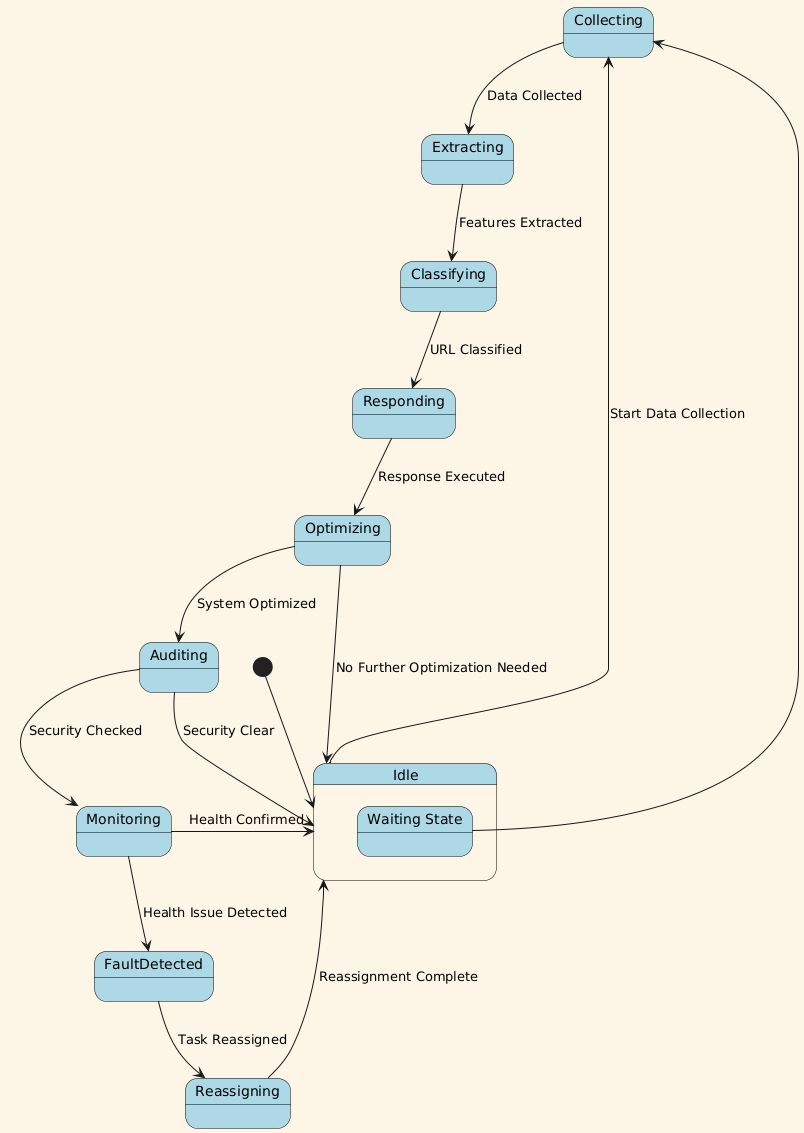 Collecting
Data Collected
Extracting
Features Extracted
Classifying
URL Classified
Responding
Start Data Collection
Response Executed
Optimizing
System Optimized
Auditing
No Further Optimization Needed
Security Checked
Security Clear
Idle
Monitoring
Health Confirmed
Waiting State
Health Issue Detected
FaultDetected
Reassignment Complete
Task Reassigned
Reassigning